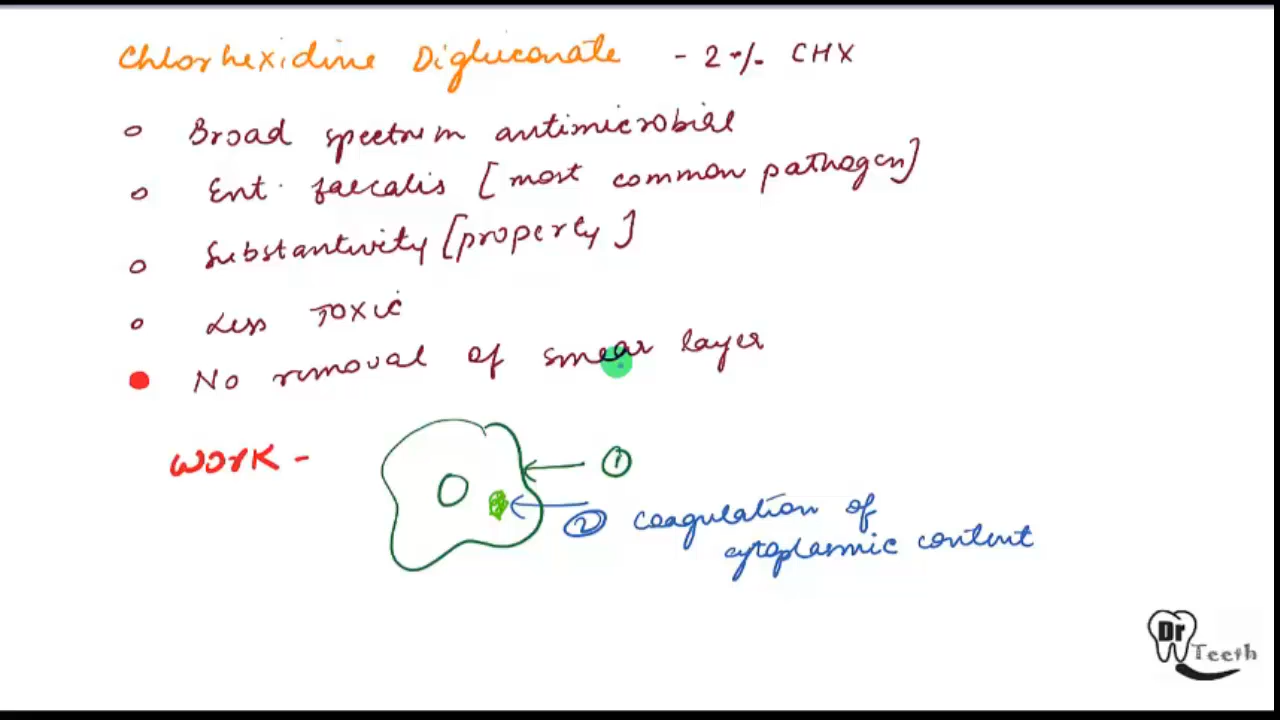 Chlorhexidine Digluconate - 2 % CHX
Broad spectrum antimicrobial
Ent. faecalis [most common pathogen]
Substantivity [property]
Less Toxic
No removal of smear layer
Work -
①
② coagulation of
cytoplasmic content
Dr
Teeth